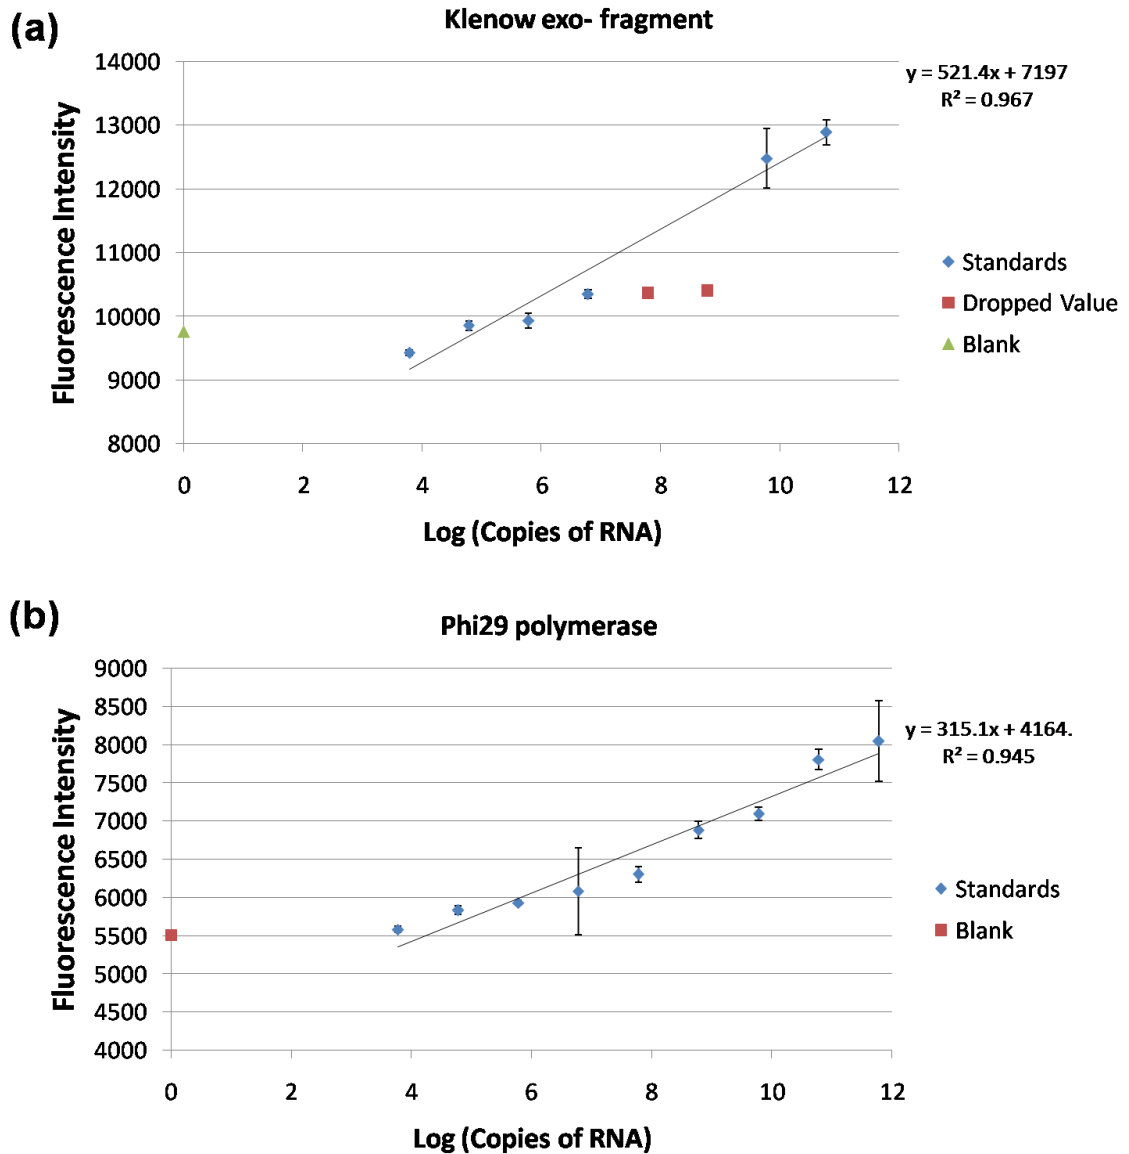 (a)
Klenow exo- fragment
y = 521.4x + 7197
R² = 0.967
Fluorescence Intensity
14000
13000
12000
11000
10000
9000
8000
0 2 4 6 8 10 12
Log (Copies of RNA)
Standards
Dropped Value
Blank
(b)
Phi29 polymerase
y = 315.1x + 4164.
R² = 0.945
Fluorescence Intensity
9000
8500
8000
7500
7000
6500
6000
5500
5000
4500
4000
0 2 4 6 8 10 12
Log (Copies of RNA)
Standards
Blank